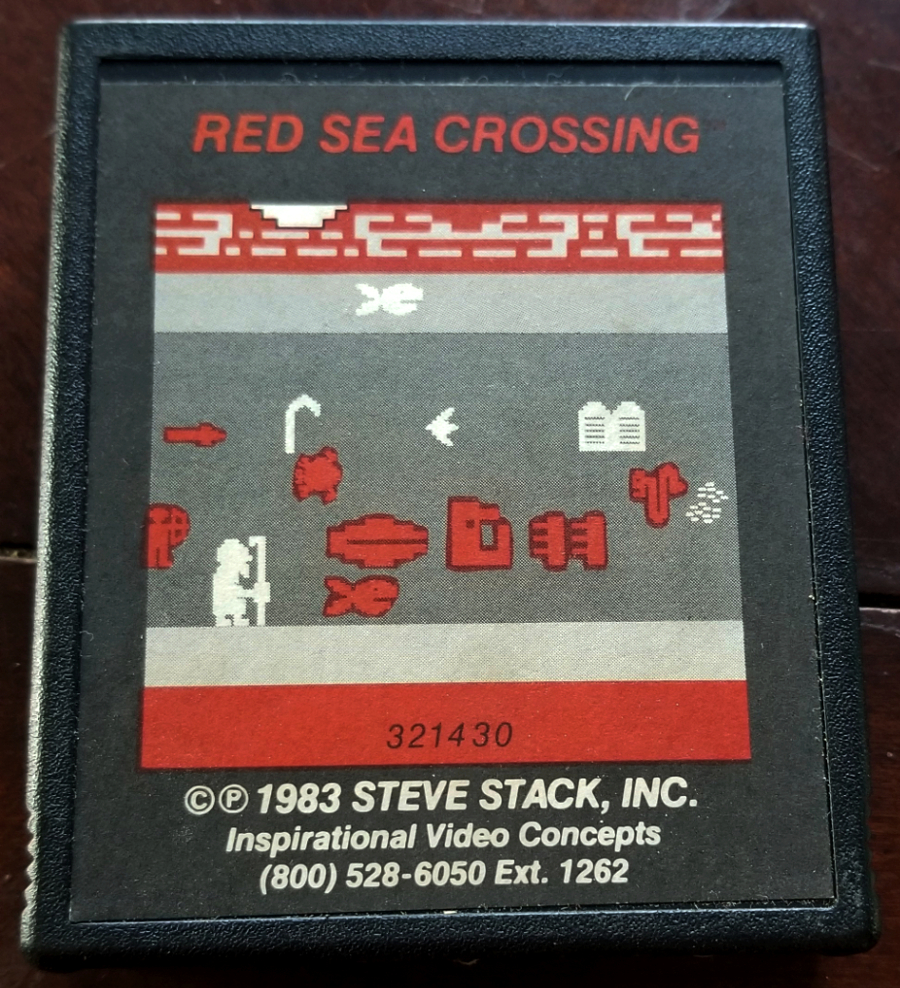 RED SEA CROSSING
321430
©℗ 1983 STEVE STACK, INC.
Inspirational Video Concepts
(800) 528-6050 Ext. 1262